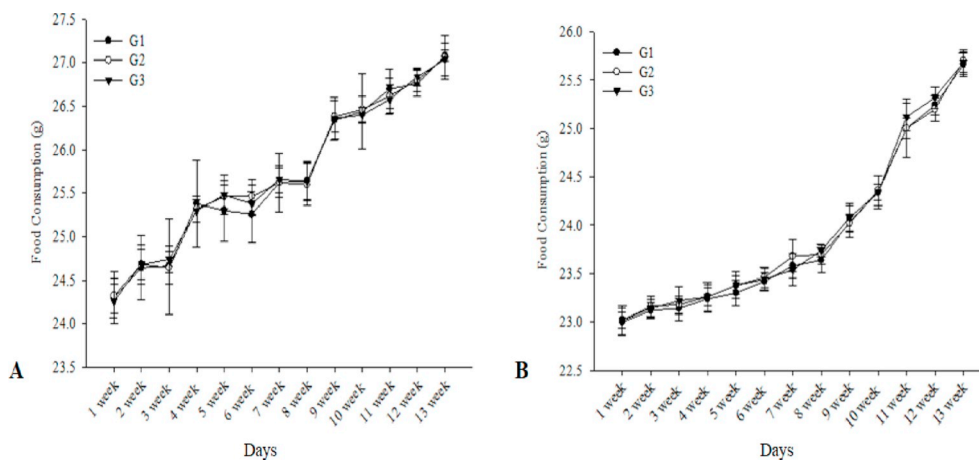 A
Food Consumption (g)
27.5
27.0
26.5
26.0
25.5
25.0
24.5
24.0
23.5
G1
G2
G3
1 week
2 week
3 week
4 week
5 week
6 week
7 week
8 week
9 week
10 week
11 week
12 week
13 week
Days
B
Food Consumption (g)
26.0
25.5
25.0
24.5
24.0
23.5
23.0
22.5
G1
G2
G3
1 week
2 week
3 week
4 week
5 week
6 week
7 week
8 week
9 week
10 week
11 week
12 week
13 week
Days